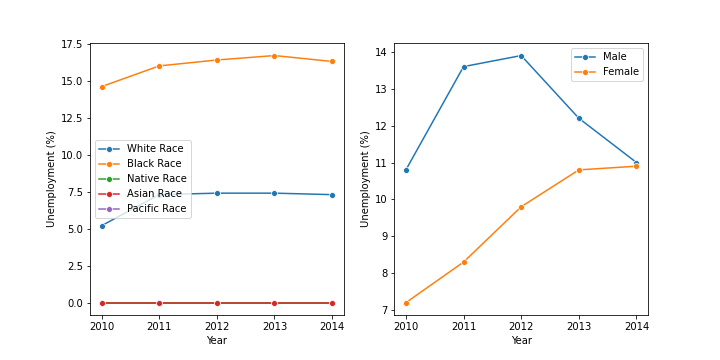 17.5
15.0
12.5
10.0
7.5
5.0
2.5
0.0
Unemployment (%)
White Race
Black Race
Native Race
Asian Race
Pacific Race
2010 2011 2012 2013 2014
Year
14
13
12
11
10
9
8
7
Unemployment (%)
Male
Female
2010 2011 2012 2013 2014
Year